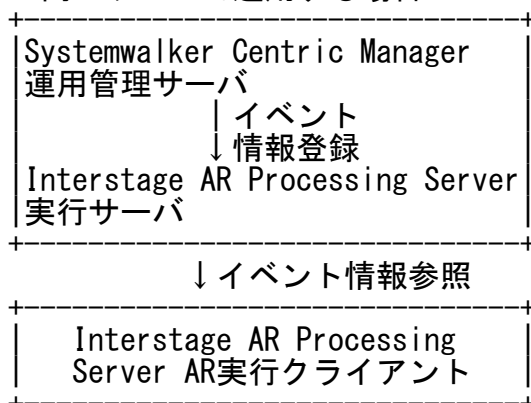 +--------------------------------+
|Systemwalker Centric Manager    |
|運用管理サーバ                  |
|            |イベント           |
|            ↓情報登録          |
|Interstage AR Processing Server|
|実行サーバ                      |
+--------------------------------+
↓イベント情報参照
+--------------------------------+
|   Interstage AR Processing     |
|   Server AR実行クライアント    |
+--------------------------------+